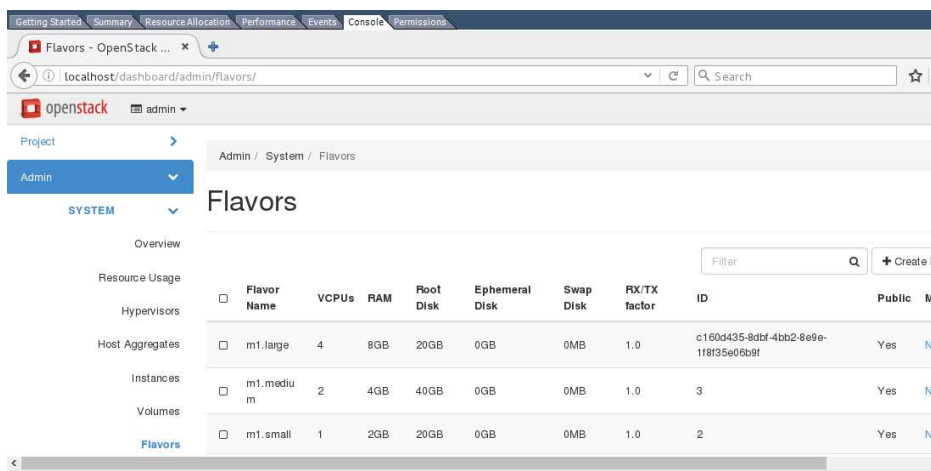 Getting Started Summary Resource Allocation Performance Events Console Permissions
Flavors - OpenStack ... ×
localhost/dashboard/admin/flavors/ Search
openstack admin
Project
Admin / System / Flavors
Admin
Flavors
SYSTEM
Overview
Filter + Create
Resource Usage
Flavor Name VCPUs RAM Root Disk Ephemeral Disk Swap Disk RX/TX factor ID Public M
Hypervisors
Host Aggregates
m1.large 4 8GB 20GB 0GB 0MB 1.0 c160d435-8dbf-4bb2-8e9e-1f8f35e06b9f Yes N
Instances
m1.medium 2 4GB 40GB 0GB 0MB 1.0 3 Yes N
Volumes
m1.small 1 2GB 20GB 0GB 0MB 1.0 2 Yes N
Flavors